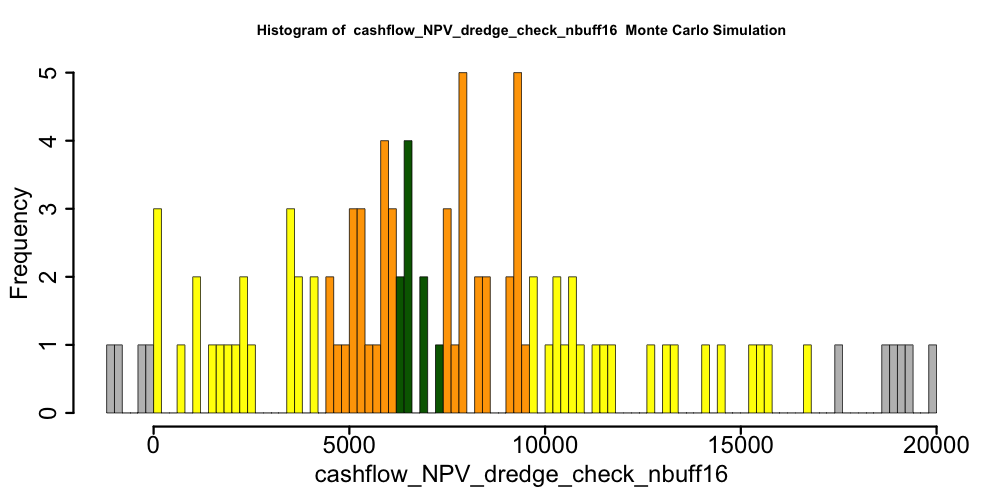 Histogram of  cashflow_NPV_dredge_check_nbuff16  Monte Carlo Simulation
Frequency
5
4
3
2
1
0
0 5000 10000 15000 20000
cashflow_NPV_dredge_check_nbuff16